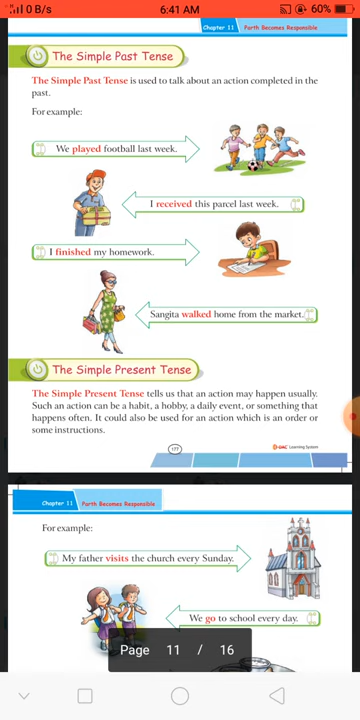 0 B/s
6:41 AM
60%
Chapter 11 Parth Becomes Responsible
The Simple Past Tense
The Simple Past Tense is used to talk about an action completed in the
past.
For example:
We played football last week.
I received this parcel last week.
I finished my homework.
Sangita walked home from the market.
The Simple Present Tense
The Simple Present Tense tells us that an action may happen usually.
Such an action can be a habit, a hobby, a daily event, or something that
happens often. It could also be used for an action which is an order or
some instructions.
177
Learning System
Chapter 11 Parth Becomes Responsible
For example:
My father visits the church every Sunday.
We go to school every day.
Page 11 / 16